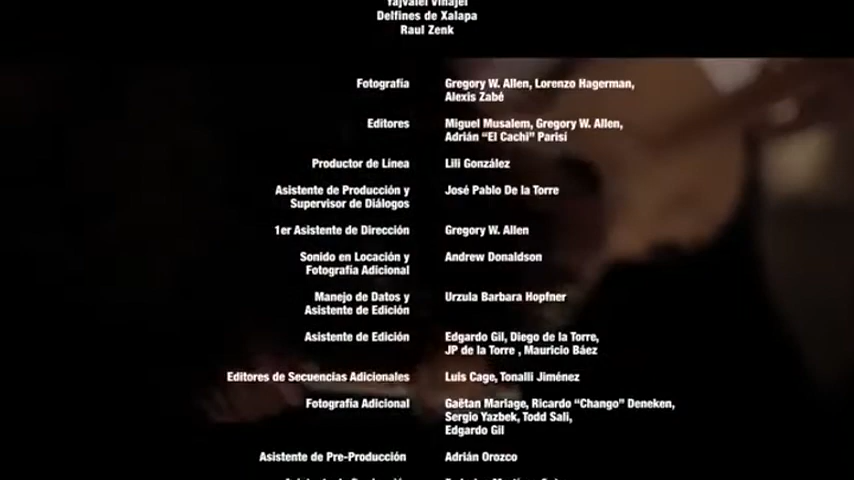 Yajvalel Vinajel
Delfines de Xalapa
Raul Zenk
Fotografía Gregory W. Allen, Lorenzo Hagerman,
Alexis Zabé
Editores Miguel Musalem, Gregory W. Allen,
Adrián “El Cachi” Parisi
Productor de Línea Lili González
Asistente de Producción y José Pablo De la Torre
Supervisor de Diálogos
1er Asistente de Dirección Gregory W. Allen
Sonido en Locación y Andrew Donaldson
Fotografía Adicional
Manejo de Datos y Urzula Barbara Hopfner
Asistente de Edición
Asistente de Edición Edgardo Gil, Diego de la Torre,
JP de la Torre , Mauricio Báez
Editores de Secuencias Adicionales Luis Cage, Tonalli Jiménez
Fotografía Adicional Gaëtan Mariage, Ricardo “Chango” Deneken,
Sergio Yazbek, Todd Sali,
Edgardo Gil
Asistente de Pre-Producción Adrián Orozco